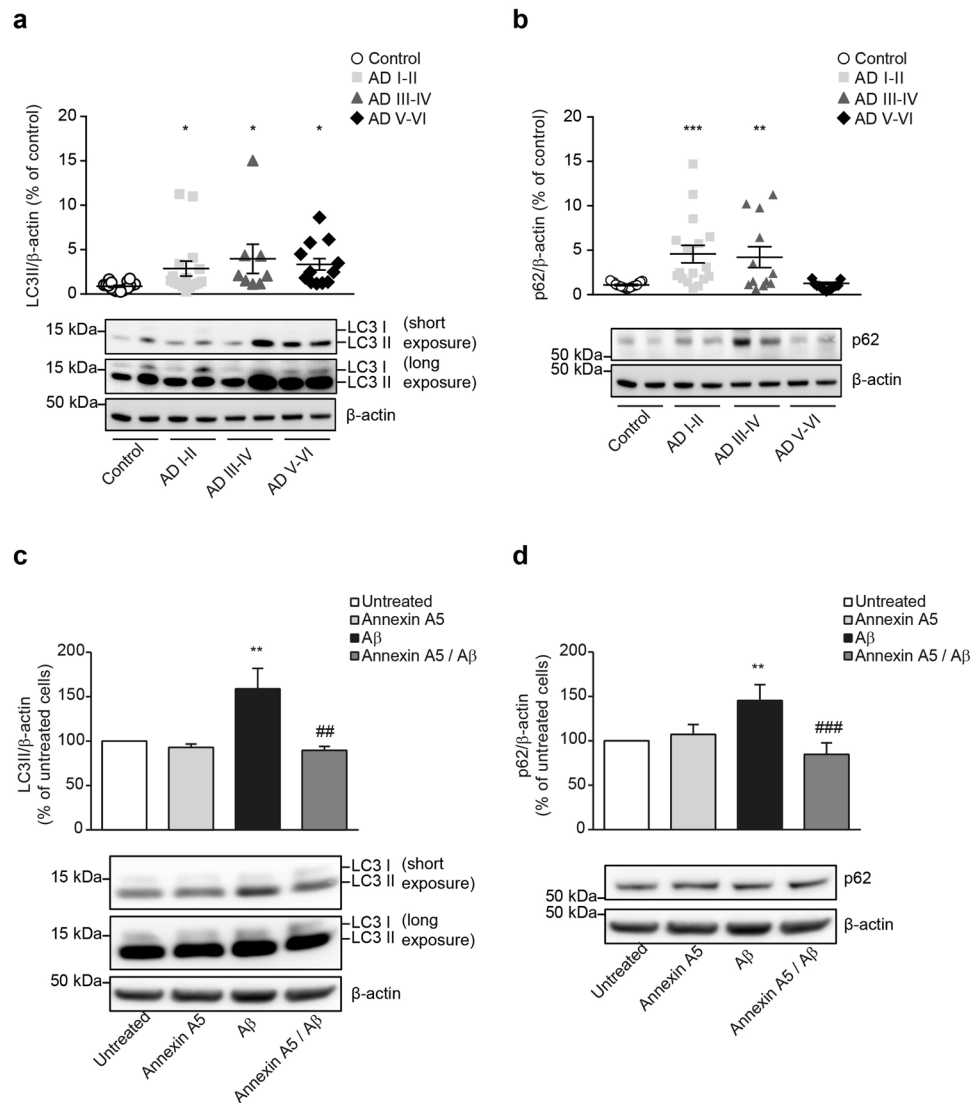 a
Control
AD I-II
AD III-IV
AD V-VI
LC3II/β-actin (% of control)
20
15
10
5
0
*
*
*
15 kDa
LC3 I (short
LC3 II exposure)
LC3 I (long
LC3 II exposure)
50 kDa
β-actin
Control
AD I-II
AD III-IV
AD V-VI
b
Control
AD I-II
AD III-IV
AD V-VI
p62/β-actin (% of control)
20
15
10
5
0
***
**
p62
50 kDa
50 kDa
β-actin
Control
AD I-II
AD III-IV
AD V-VI
c
Untreated
Annexin A5
Aβ
Annexin A5 / Aβ
LC3II/β-actin
(% of untreated cells)
200
150
100
50
0
**
##
15 kDa
LC3 I (short
LC3 II exposure)
15 kDa
LC3 I (long
LC3 II exposure)
50 kDa
β-actin
Untreated
Annexin A5
Aβ
Annexin A5 / Aβ
d
Untreated
Annexin A5
Aβ
Annexin A5 / Aβ
p62/β-actin
(% of untreated cells)
200
150
100
50
0
**
###
p62
50 kDa
50 kDa
β-actin
Untreated
Annexin A5
Aβ
Annexin A5 / Aβ